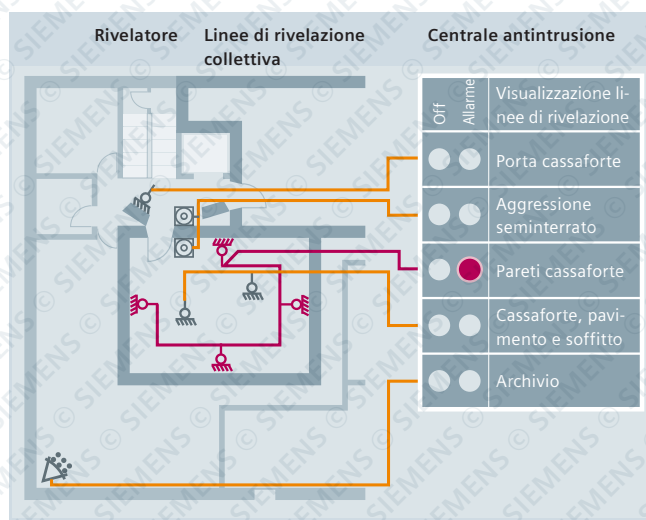 Rivelatore
Linee di rivelazione
collettiva
Centrale antintrusione
Off
Allarme
Visualizzazione li-
nee di rivelazione
Porta cassaforte
Aggressione
seminterrato
Pareti cassaforte
Cassaforte, pavi-
mento e soffitto
Archivio
© SIEMENS